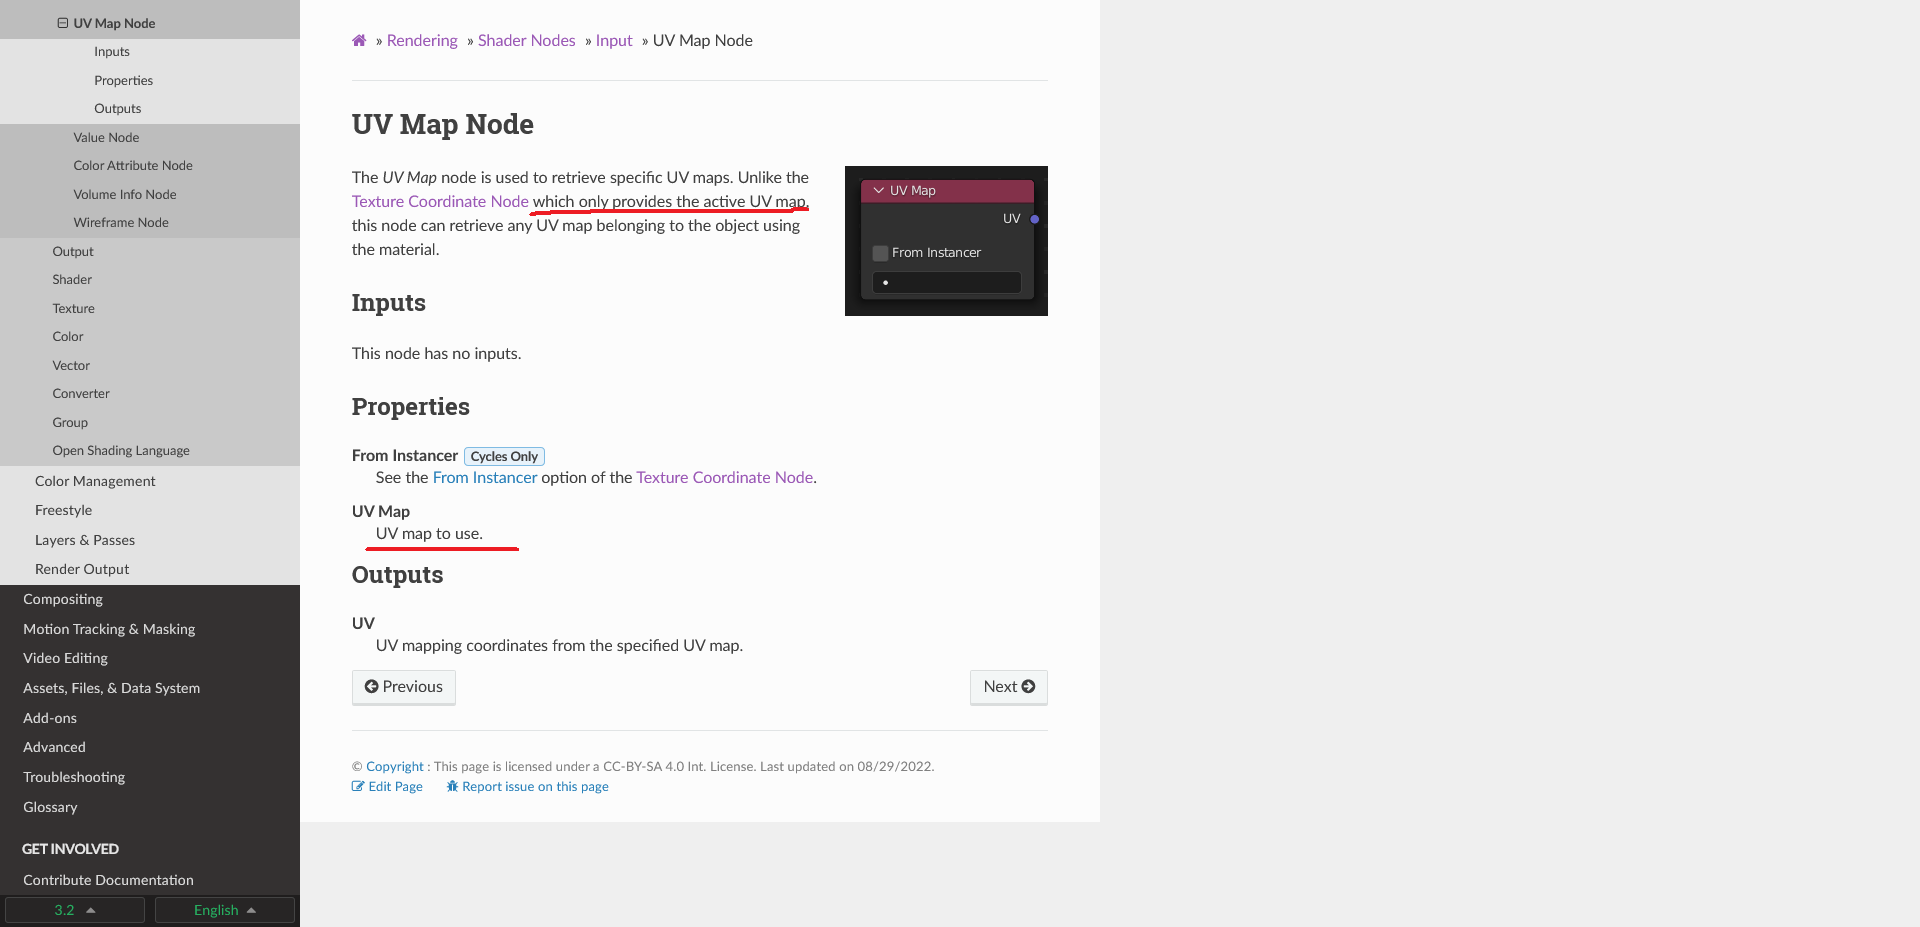 UV Map Node
Inputs
Properties
Outputs
Value Node
Color Attribute Node
Volume Info Node
Wireframe Node
Output
Shader
Texture
Color
Vector
Converter
Group
Open Shading Language
Color Management
Freestyle
Layers & Passes
Render Output
Compositing
Motion Tracking & Masking
Video Editing
Assets, Files, & Data System
Add-ons
Advanced
Troubleshooting
Glossary
GET INVOLVED
Contribute Documentation
3.2
English
» Rendering » Shader Nodes » Input » UV Map Node
UV Map Node
The UV Map node is used to retrieve specific UV maps. Unlike the
Texture Coordinate Node which only provides the active UV map,
this node can retrieve any UV map belonging to the object using
the material.
UV Map
UV
From Instancer
Inputs
This node has no inputs.
Properties
From Instancer Cycles Only
See the From Instancer option of the Texture Coordinate Node.
UV Map
UV map to use.
Outputs
UV
UV mapping coordinates from the specified UV map.
Previous
Next
© Copyright : This page is licensed under a CC-BY-SA 4.0 Int. License. Last updated on 08/29/2022.
Edit Page Report issue on this page